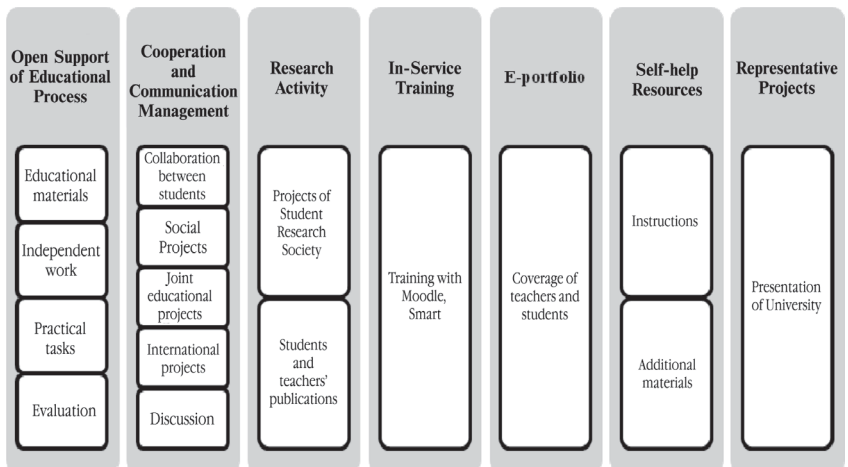 Open Support
of Educational
Process
Educational
materials
Independent
work
Practical
tasks
Evaluation
Cooperation
and
Communication
Management
Collaboration
between
students
Social
Projects
Joint
educational
projects
International
projects
Discussion
Research
Activity
Projects of
Student
Research
Society
Students
and
teachers'
publications
In-Service
Training
Training with
Moodle,
Smart
E-portfolio
Coverage of
teachers and
students
Self-help
Resources
Instructions
Additional
materials
Representative
Projects
Presentation
of University